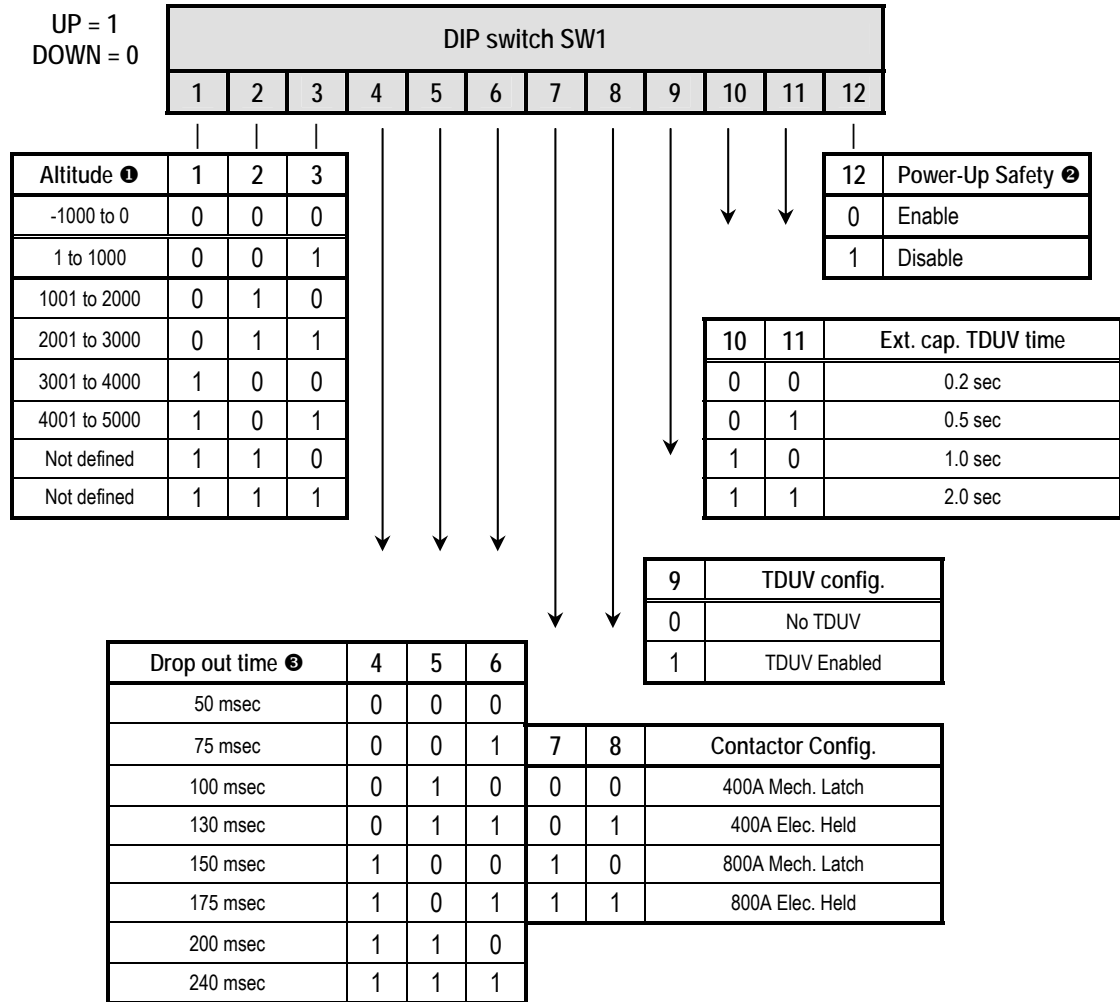 UP = 1
DOWN = 0
DIP switch SW1
1 2 3 4 5 6 7 8 9 10 11 12
Altitude ❶ 1 2 3
-1000 to 0 0 0 0
1 to 1000 0 0 1
1001 to 2000 0 1 0
2001 to 3000 0 1 1
3001 to 4000 1 0 0
4001 to 5000 1 0 1
Not defined 1 1 0
Not defined 1 1 1
12 Power-Up Safety ❷
0 Enable
1 Disable
10 11 Ext. cap. TDUV time
0 0 0.2 sec
0 1 0.5 sec
1 0 1.0 sec
1 1 2.0 sec
9 TDUV config.
0 No TDUV
1 TDUV Enabled
Drop out time ❸ 4 5 6
50 msec 0 0 0
75 msec 0 0 1
100 msec 0 1 0
130 msec 0 1 1
150 msec 1 0 0
175 msec 1 0 1
200 msec 1 1 0
240 msec 1 1 1
7 8 Contactor Config.
0 0 400A Mech. Latch
0 1 400A Elec. Held
1 0 800A Mech. Latch
1 1 800A Elec. Held